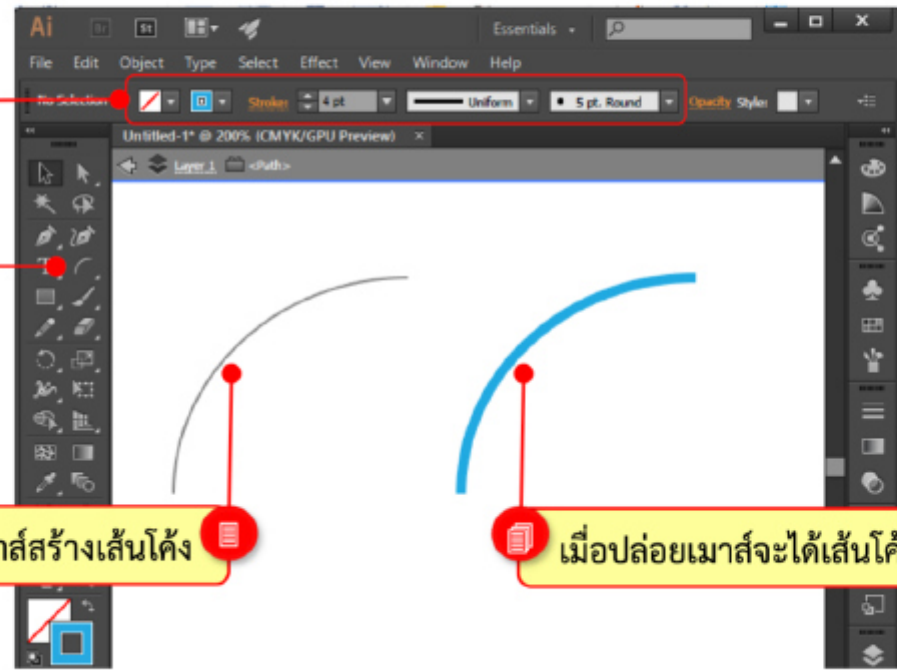 Ai Br St Essentials
File Edit Object Type Select Effect View Window Help
No Selection Stroke: 4 pt Uniform 5 pt. Round Opacity Style:
Untitled-1* @ 200% (CMYK/GPU Preview) ×
Layer 1 <Path>
T
าส์สร้างเส้นโค้ง
เมื่อปล่อยเมาส์จะได้เส้นโค้